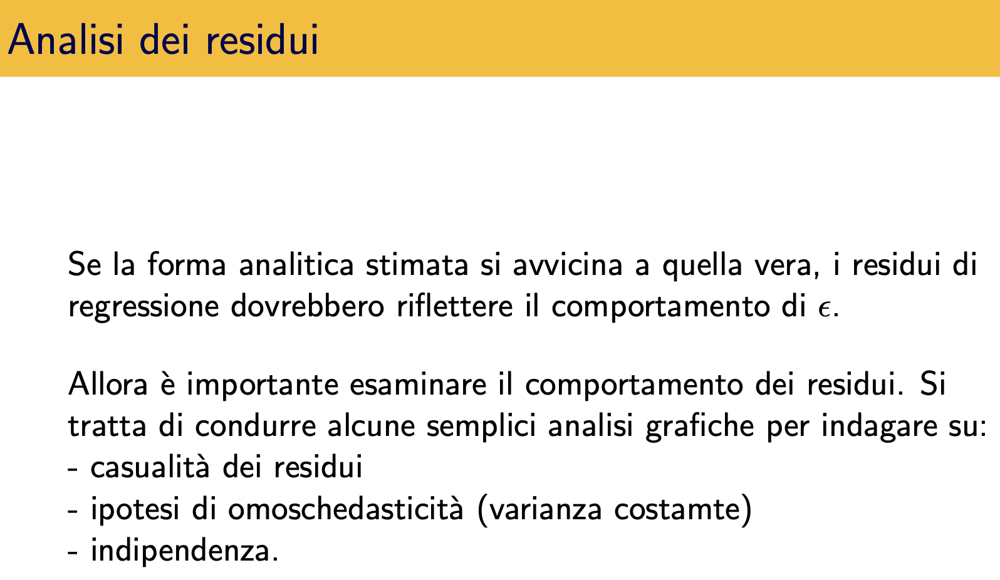 Analisi dei residui
Se la forma analitica stimata si avvicina a quella vera, i residui di
regressione dovrebbero riflettere il comportamento di ϵ.
Allora è importante esaminare il comportamento dei residui. Si
tratta di condurre alcune semplici analisi grafiche per indagare su:
- casualità dei residui
- ipotesi di omoschedasticità (varianza costamte)
- indipendenza.